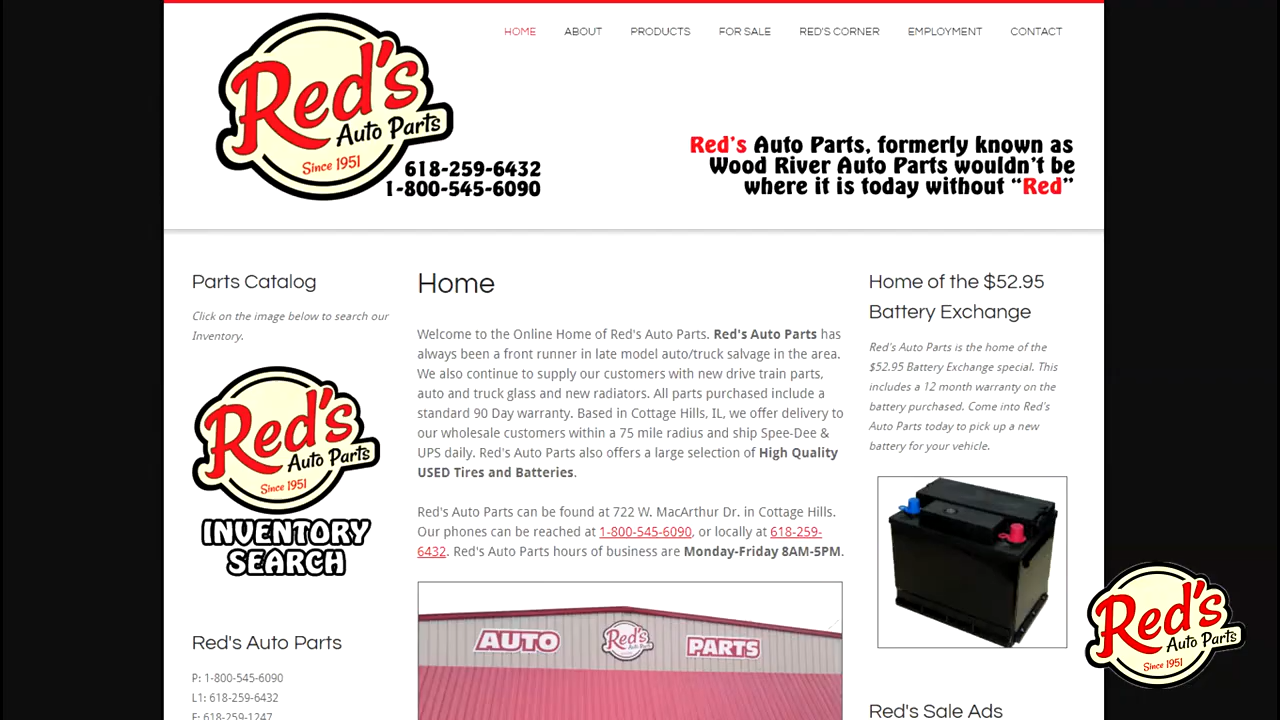 HOME ABOUT PRODUCTS FOR SALE RED'S CORNER EMPLOYMENT CONTACT
Red's
Auto Parts
Since 1951
618-259-6432
1-800-545-6090
Red's Auto Parts, formerly known as
Wood River Auto Parts wouldn't be
where it is today without "Red"
Parts Catalog
Click on the image below to search our
Inventory.
Red's
Auto Parts
Since 1951
INVENTORY
SEARCH
Red's Auto Parts
P: 1-800-545-6090
L1: 618-259-6432
F: 618-259-1247
Home
Welcome to the Online Home of Red's Auto Parts. Red's Auto Parts has
always been a front runner in late model auto/truck salvage in the area.
We also continue to supply our customers with new drive train parts,
auto and truck glass and new radiators. All parts purchased include a
standard 90 Day warranty. Based in Cottage Hills, IL, we offer delivery to
our wholesale customers within a 75 mile radius and ship Spee-Dee &
UPS daily. Red's Auto Parts also offers a large selection of High Quality
USED Tires and Batteries.
Red's Auto Parts can be found at 722 W. MacArthur Dr. in Cottage Hills.
Our phones can be reached at 1-800-545-6090, or locally at 618-259-
6432. Red's Auto Parts hours of business are Monday-Friday 8AM-5PM.
AUTO Red's Auto Parts PARTS
Home of the $52.95
Battery Exchange
Red's Auto Parts is the home of the
$52.95 Battery Exchange special. This
includes a 12 month warranty on the
battery purchased. Come into Red's
Auto Parts today to pick up a new
battery for your vehicle.
Red's Sale Ads
Red's
Auto Parts
Since 1951